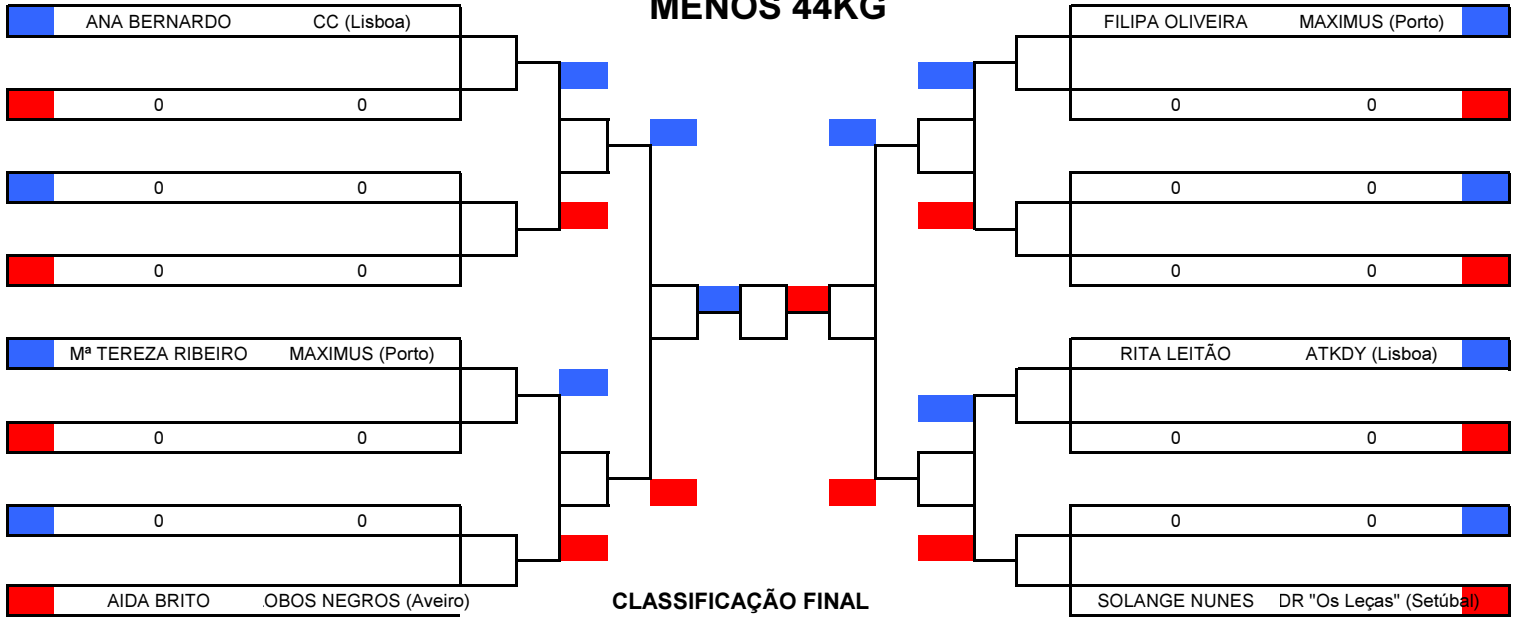 MENOS 44KG
ANA BERNARDO CC (Lisboa)
0 0
0 0
0 0
Mª TEREZA RIBEIRO MAXIMUS (Porto)
0 0
0 0
AIDA BRITO .OBOS NEGROS (Aveiro)
FILIPA OLIVEIRA MAXIMUS (Porto)
0 0
0 0
0 0
RITA LEITÃO ATKDY (Lisboa)
0 0
0 0
SOLANGE NUNES DR "Os Leças" (Setúbal)
CLASSIFICAÇÃO FINAL